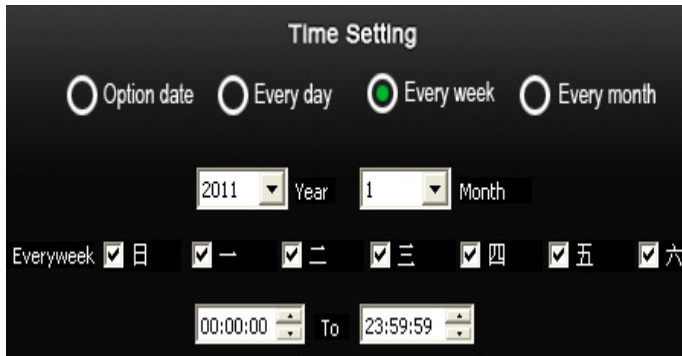 Time Setting
Option date Every day Every week Every month
2011 Year 1 Month
Everyweek 日 一 二 三 四 五 六
00:00:00 To 23:59:59